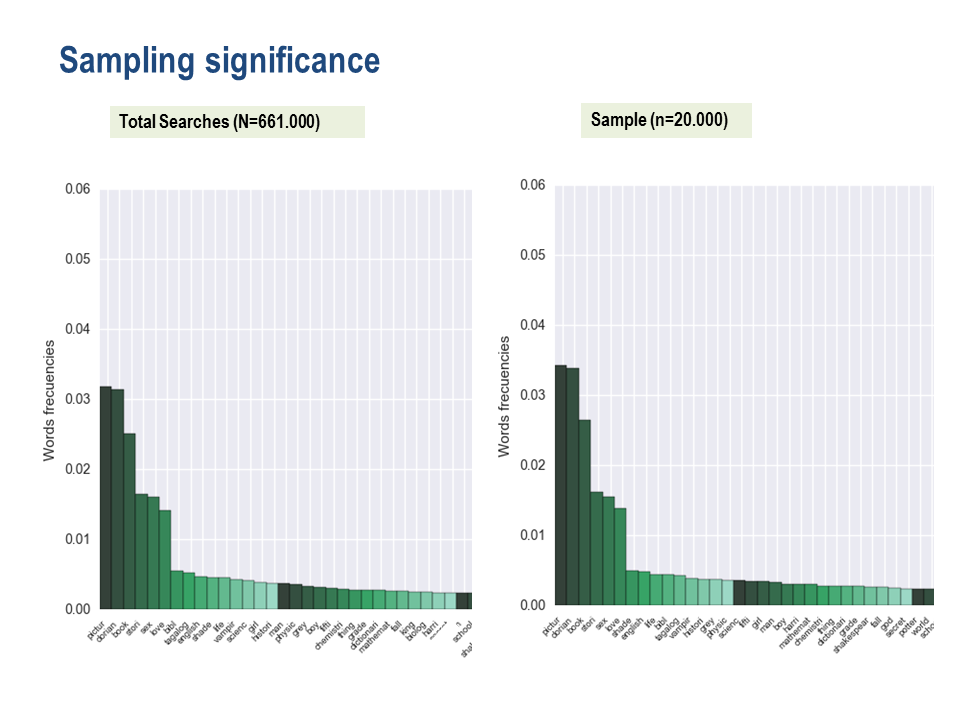 Sampling significance
Total Searches (N=661.000)
Sample (n=20.000)
Words frecuencies
0.06
0.05
0.04
0.03
0.02
0.01
0.00
pictur
dorian
book
stori
sex
love
bibl
tagalog
english
shade
life
vampir
scienc
girl
histori
man
physic
grey
boy
fifti
chemistri
thing
grade
dictionari
mathemat
fall
king
biolog
harri
school
Words frecuencies
0.06
0.05
0.04
0.03
0.02
0.01
0.00
pictur
dorian
book
stori
sex
love
shade
english
life
bibl
tagalog
vampir
histori
grey
physic
scienc
fifti
girl
man
boy
harri
mathemat
chemistri
thing
dictionari
grade
shakespear
fall
god
secret
potter
world